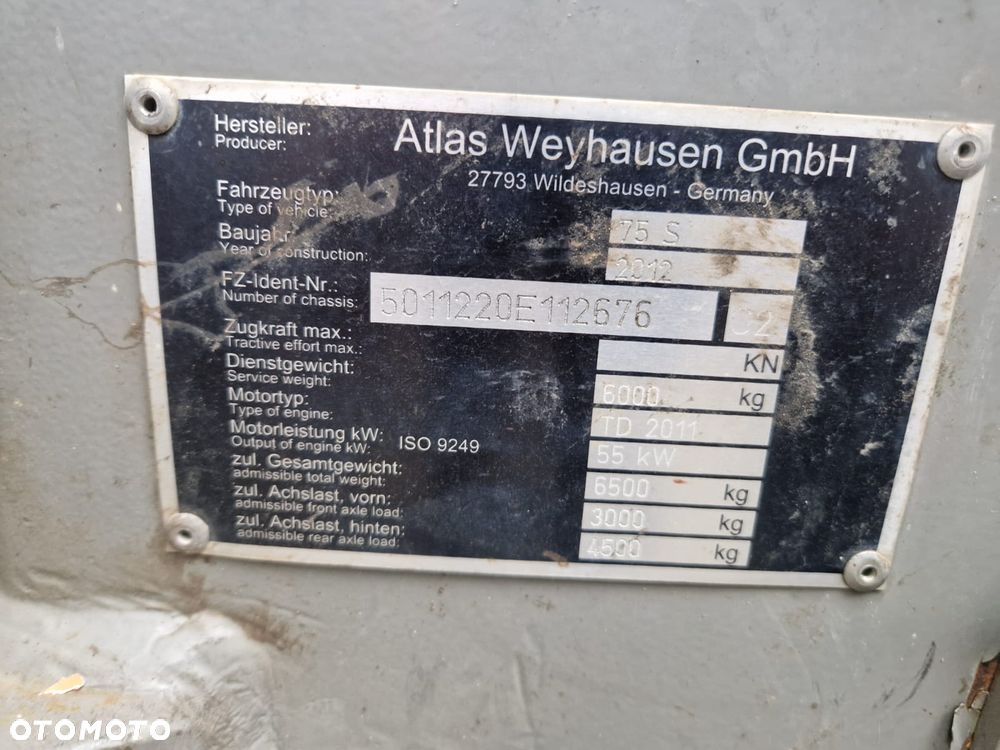 Hersteller:
Producer:
Atlas Weyhausen GmbH
27793 Wildeshausen - Germany
Fahrzeugtyp:
Type of vehicle:
75 S
Baujahr:
Year of construction:
2012
FZ-Ident-Nr.:
Number of chassis:
5011220E112676
02
Zugkraft max.:
Tractive effort max.:
KN
Dienstgewicht:
Service weight:
6000 kg
Motortyp:
Type of engine:
TD 2011
Motorleistung kW: ISO 9249
Output of engine kW:
55 kW
zul. Gesamtgewicht:
admissible total weight:
6500 kg
zul. Achslast, vorn:
admissible front axle load:
3000 kg
zul. Achslast, hinten:
admissible rear axle load:
4500 kg
OTOMOTO